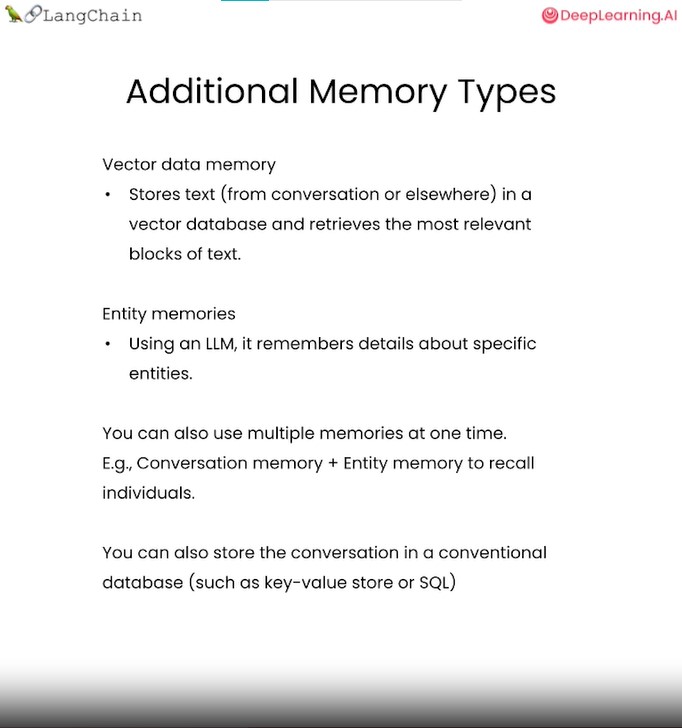 LangChain
DeepLearning.AI
Additional Memory Types
Vector data memory
• Stores text (from conversation or elsewhere) in a
vector database and retrieves the most relevant
blocks of text.
Entity memories
• Using an LLM, it remembers details about specific
entities.
You can also use multiple memories at one time.
E.g., Conversation memory + Entity memory to recall
individuals.
You can also store the conversation in a conventional
database (such as key-value store or SQL)